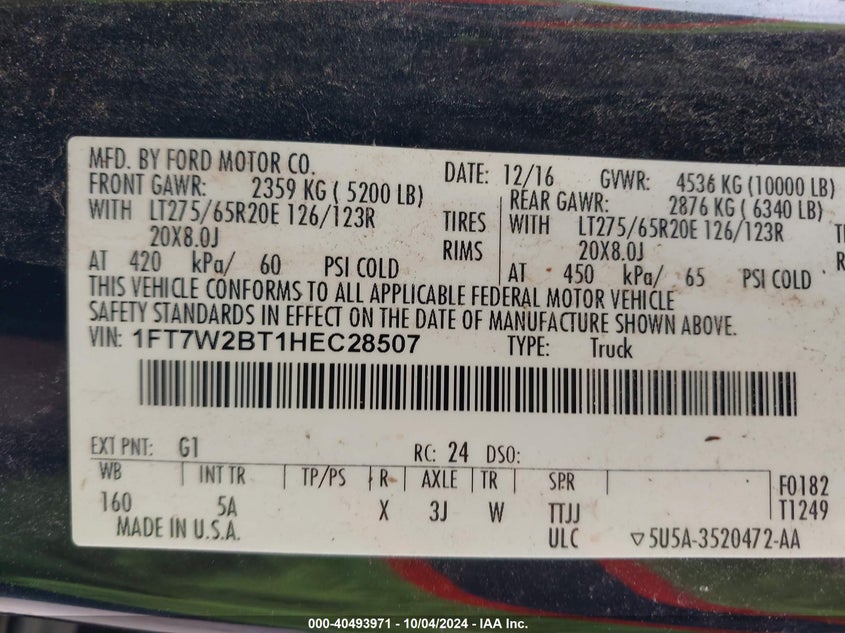 MFD. BY FORD MOTOR CO. DATE: 12/16 GVWR: 4536 KG (10000 LB)
FRONT GAWR: 2359 KG ( 5200 LB) REAR GAWR: 2876 KG ( 6340 LB)
WITH LT275/65R20E 126/123R TIRES WITH LT275/65R20E 126/123R
20X8.0J RIMS 20X8.0J
AT 420 kPa/ 60 PSI COLD AT 450 kPa/ 65 PSI COLD
THIS VEHICLE CONFORMS TO ALL APPLICABLE FEDERAL MOTOR VEHICLE
SAFETY STANDARDS IN EFFECT ON THE DATE OF MANUFACTURE SHOWN ABOVE.
VIN: 1FT7W2BT1HEC28507 TYPE: Truck
EXT PNT: G1 RC: 24 DSO:
WB INT TR TP/PS R AXLE TR SPR F0182
160 5A X 3J W TTJJ T1249
MADE IN U.S.A. ULC 5U5A-3520472-AA
000-40493971 - 10/04/2024 - IAA Inc.